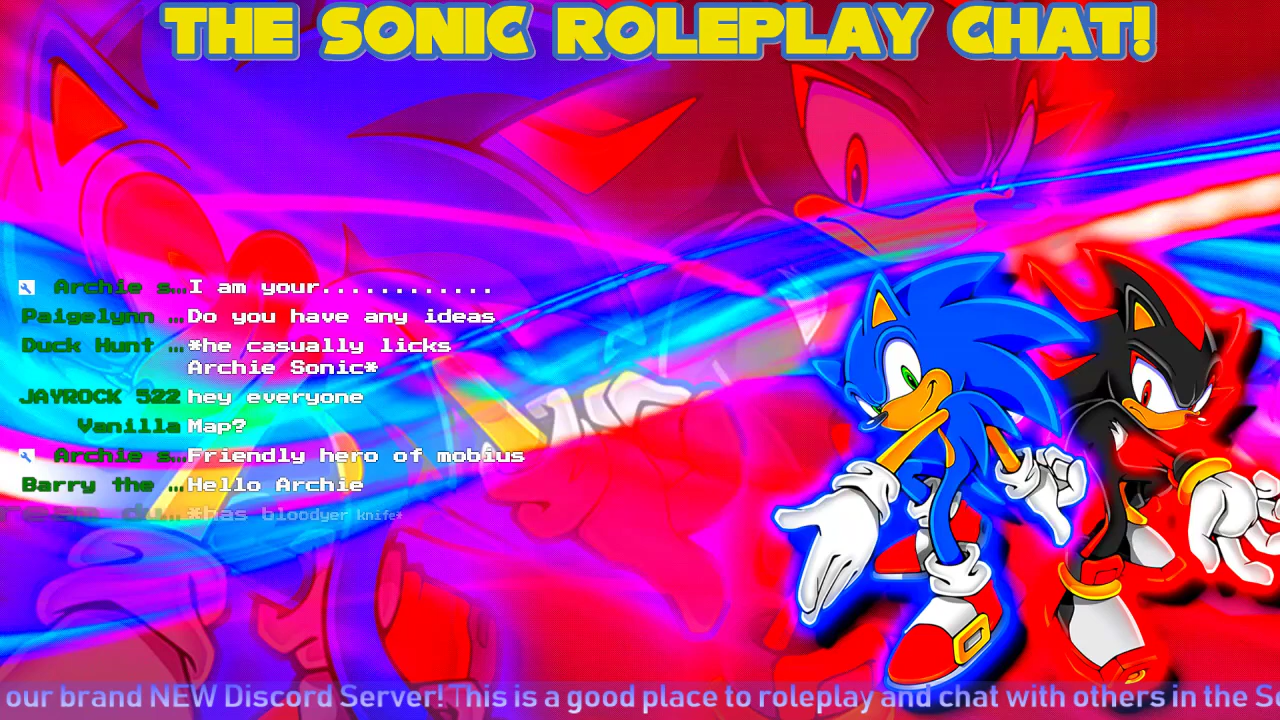 THE SONIC ROLEPLAY CHAT!
Archie s... I am your............
Paigelynn ... Do you have any ideas
Duck Hunt ... *he casually licks
Archie Sonic*
JAYROCK 522 hey everyone
Vanilla Map?
Archie s... Friendly hero of mobius
Barry the ... Hello Archie
*has bloodyer knife*
our brand NEW Discord Server! This is a good place to roleplay and chat with others in the